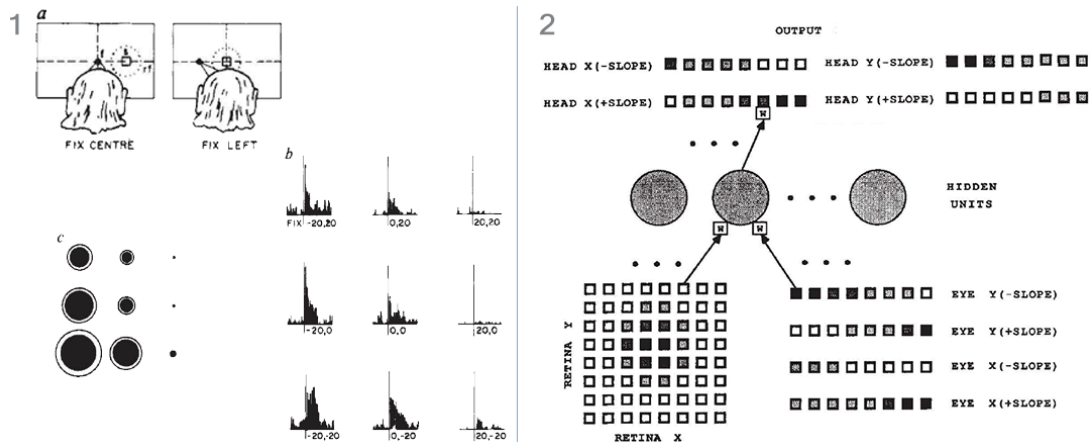 1
a
f
s
rf
FIX CENTRE
FIX LEFT
b
FIX -20,20
0,20
20,20
c
-20,0
0,0
20,0
-20,-20
0,-20
20,-20
2
OUTPUT
HEAD X(-SLOPE)
HEAD Y(-SLOPE)
HEAD X(+SLOPE)
HEAD Y(+SLOPE)
W
HIDDEN
UNITS
W
W
RETINA Y
RETINA X
EYE Y(-SLOPE)
EYE Y(+SLOPE)
EYE X(-SLOPE)
EYE X(+SLOPE)